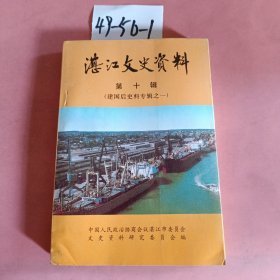 49-50-1
湛江文史资料
第十辑
(建国后史料专辑之一)
中国人民政治协商会议湛江市委员会
文史资料研究委员会编